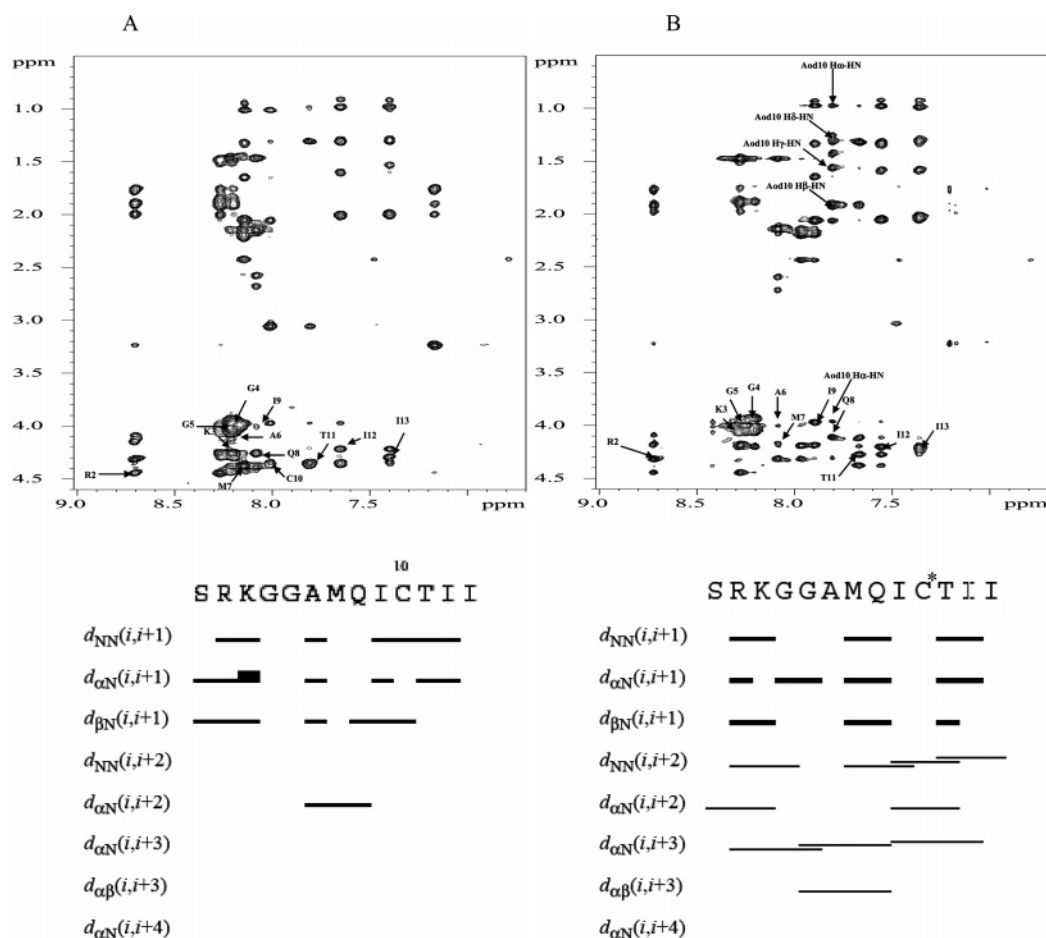 A
B
ppm
1.0
1.5
2.0
2.5
3.0
3.5
4.0
4.5
G4
G5
I9
K3
A6
R2
M7
Q8
C10
T11
I12
I13
9.0 8.5 8.0 7.5 ppm
ppm
1.0
1.5
2.0
2.5
3.0
3.5
4.0
4.5
Aod10 Hω-HN
Aod10 Hδ-HN
Aod10 Hγ-HN
Aod10 Hβ-HN
Aod10 Hα-HN
G5
G4
A6
I9
Q8
K3
M7
R2
T11
I12
I13
9.0 8.5 8.0 7.5 ppm
10
S R K G G A M Q I C T I I
dNN(i,i+1)
dαN(i,i+1)
dβN(i,i+1)
dNN(i,i+2)
dαN(i,i+2)
dαN(i,i+3)
dαβ(i,i+3)
dαN(i,i+4)
S R K G G A M Q I C* T I I
dNN(i,i+1)
dαN(i,i+1)
dβN(i,i+1)
dNN(i,i+2)
dαN(i,i+2)
dαN(i,i+3)
dαβ(i,i+3)
dαN(i,i+4)